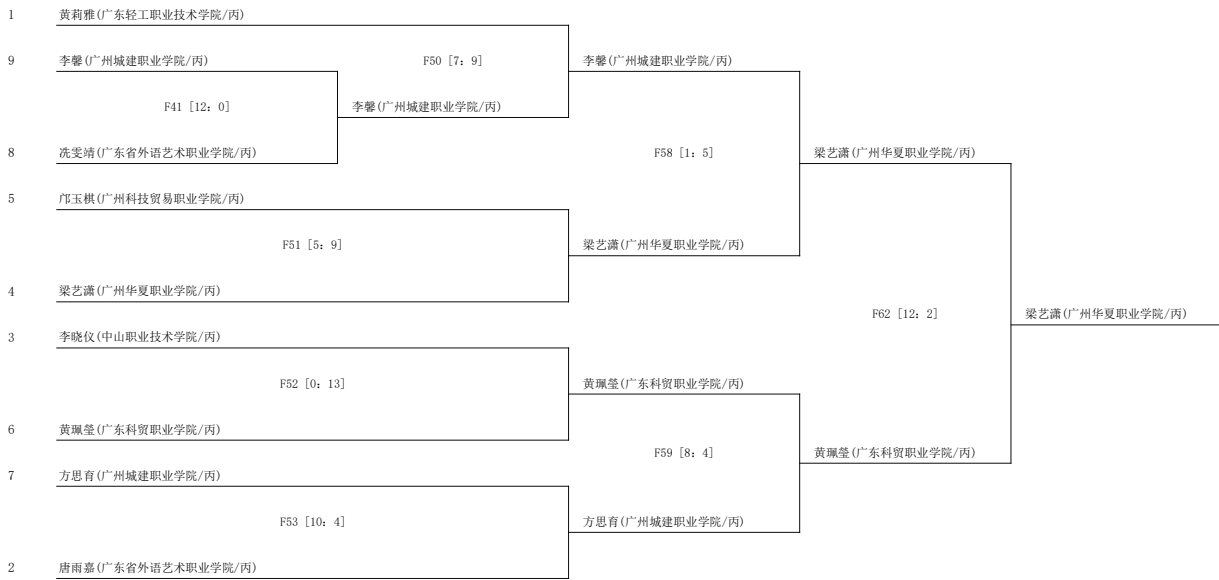 1 黄莉雅(广东轻工职业技术学院/丙)
9 李馨(广州城建职业学院/丙) F50 [7: 9] 李馨(广州城建职业学院/丙)
F41 [12: 0] 李馨(广州城建职业学院/丙)
8 冼雯靖(广东省外语艺术职业学院/丙) F58 [1: 5] 梁艺潇(广州华夏职业学院/丙)
5 邝玉棋(广州科技贸易职业学院/丙)
F51 [5: 9] 梁艺潇(广州华夏职业学院/丙)
4 梁艺潇(广州华夏职业学院/丙)
F62 [12: 2] 梁艺潇(广州华夏职业学院/丙)
3 李晓仪(中山职业技术学院/丙)
F52 [0: 13] 黄珮莹(广东科贸职业学院/丙)
6 黄珮莹(广东科贸职业学院/丙)
F59 [8: 4] 黄珮莹(广东科贸职业学院/丙)
7 方思育(广州城建职业学院/丙)
F53 [10: 4] 方思育(广州城建职业学院/丙)
2 唐雨嘉(广东省外语艺术职业学院/丙)